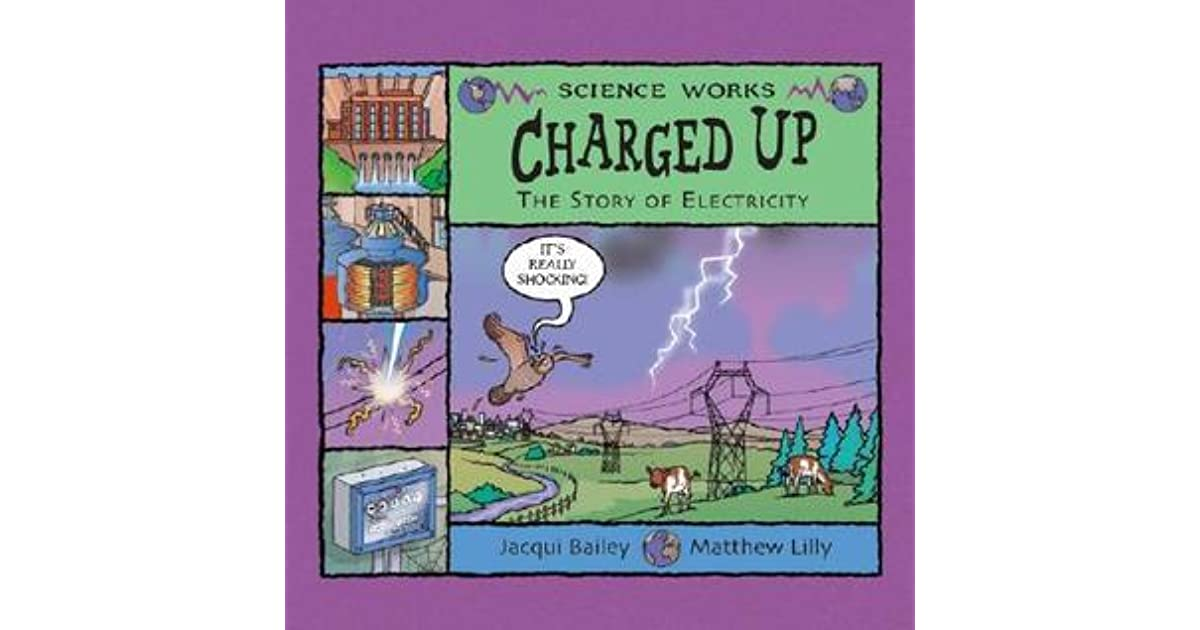 SCIENCE WORKS
CHARGED UP
THE STORY OF ELECTRICITY
IT'S
REALLY
SHOCKING!
Jacqui Bailey
Matthew Lilly